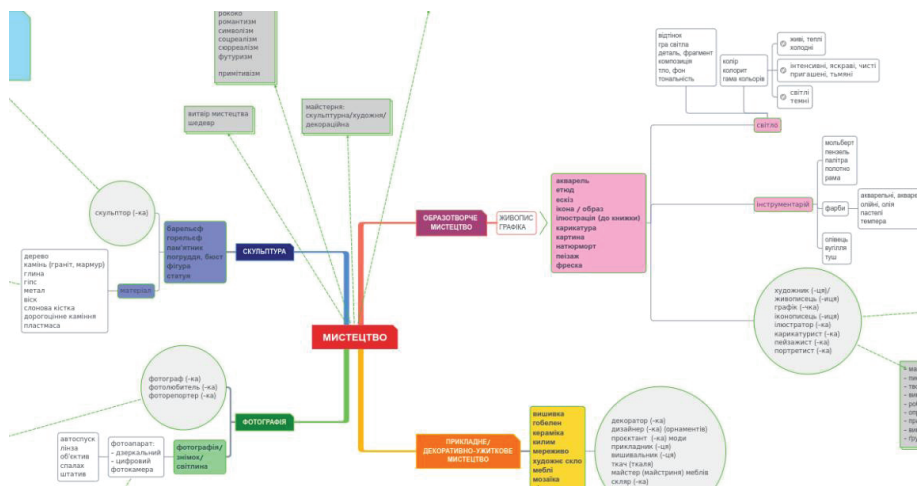 рококо
романтизм
символізм
соцреалізм
сюрреалізм
футуризм
примітивізм
витвір мистецтва
шедевр
майстерня:
скульптурна/художня/
декораційна
відтінок
гра світла
деталь, фрагмент
композиція
тло, фон
тональність
колір
колорит
гама кольорів
живі, теплі
холодні
інтенсивні, яскраві, чисті
пригашені, тьмяні
світлі
темні
світло
скульптор (-ка)
барельєф
горельєф
пам'ятник
погруддя, бюст
фігура
статуя
СКУЛЬПТУРА
дерево
камінь (граніт, мармур)
глина
гіпс
метал
віск
слонова кістка
дорогоцінне каміння
пластмаса
матеріал
ОБРАЗОТВОРЧЕ
МИСТЕЦТВО
ЖИВОПИС
ГРАФІКА
акварель
етюд
ескіз
ікона / образ
ілюстрація (до книжки)
карикатура
картина
натюрморт
пейзаж
фреска
інструментарій
мольберт
пензель
палітра
полотно
рама
фарби
акварельні, акваре
олійні, олія
пастелі
темпера
олівець
вугілля
туш
художник (-ця)/
живописець (-иця)
графік (-чка)
іконописець (-иця)
ілюстратор (-ка)
карикатурист (-ка)
пейзажист (-ка)
портретист (-ка)
МИСТЕЦТВО
фотограф (-ка)
фотолюбитель (-ка)
фоторепортер (-ка)
ФОТОГРАФІЯ
фотографія/
знімок/
світлина
фотоапарат:
- дзеркальний
- цифровий
фотокамера
автоспуск
лінза
об'єктив
спалах
штатив
ПРИКЛАДНЕ/
ДЕКОРАТИВНО-УЖИТКОВЕ
МИСТЕЦТВО
вишивка
гобелен
кераміка
килим
мереживо
художнє скло
меблі
мозаїка
декоратор (-ка)
дизайнер (-ка) (орнаментів)
проєктант (-ка) моди
прикладник (-ця)
вишивальник (-ця)
ткач (ткаля)
майстер (майстриня) меблів
скляр (-ка)